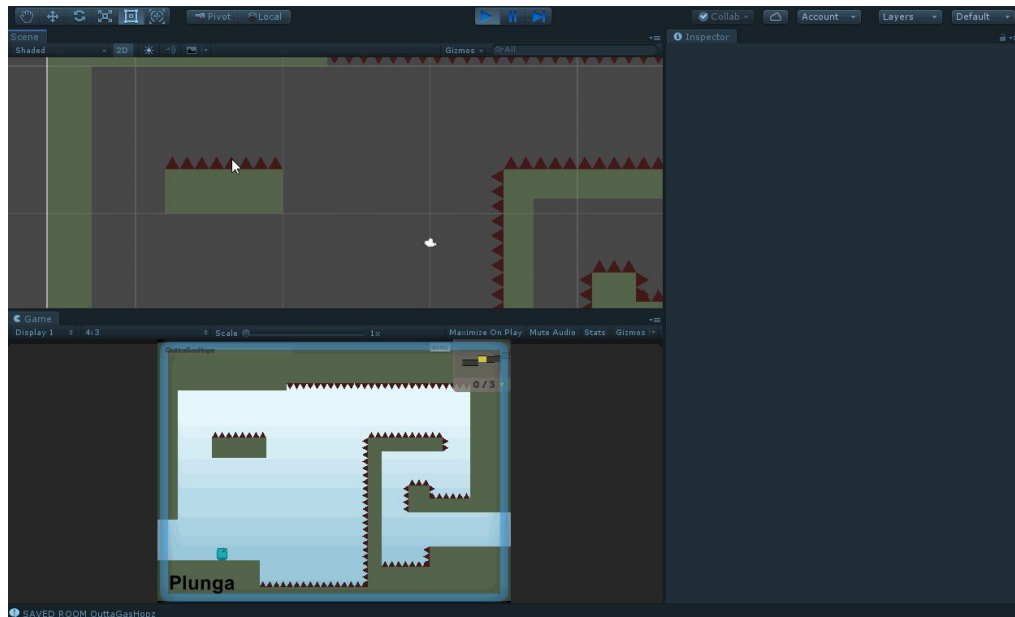 Pivot Local Collab Account Layers Default
Scene Inspector
Shaded 2D Gizmos All
Game
Display 1 4:3 Scale 1x Maximize On Play Mute Audio Stats Gizmos
OuttaGasHopz
0/3
Plunga
SAVED ROOM OuttaGasHopz